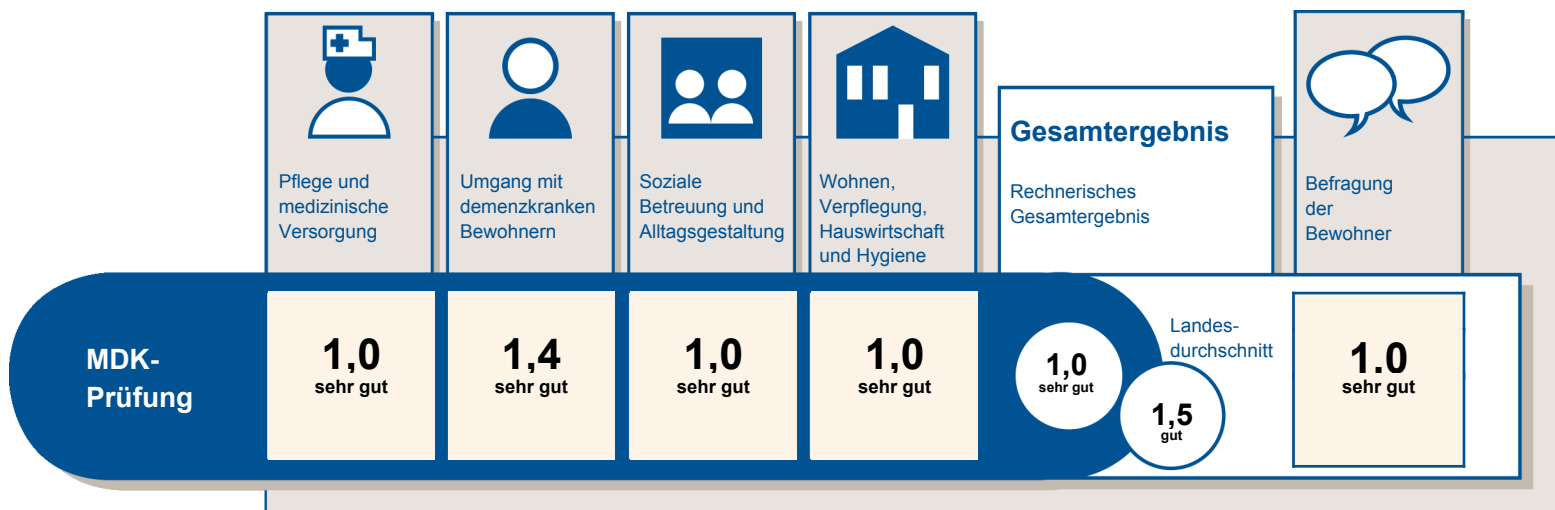 Pflege und
medizinische
Versorgung
Umgang mit
demenzkranken
Bewohnern
Soziale
Betreuung und
Alltagsgestaltung
Wohnen,
Verpflegung,
Hauswirtschaft
und Hygiene
Gesamtergebnis
Rechnerisches
Gesamtergebnis
Befragung
der
Bewohner
MDK-
Prüfung
1,0
sehr gut
1,4
sehr gut
1,0
sehr gut
1,0
sehr gut
1,0
sehr gut
Landes-
durchschnitt
1,5
gut
1.0
sehr gut